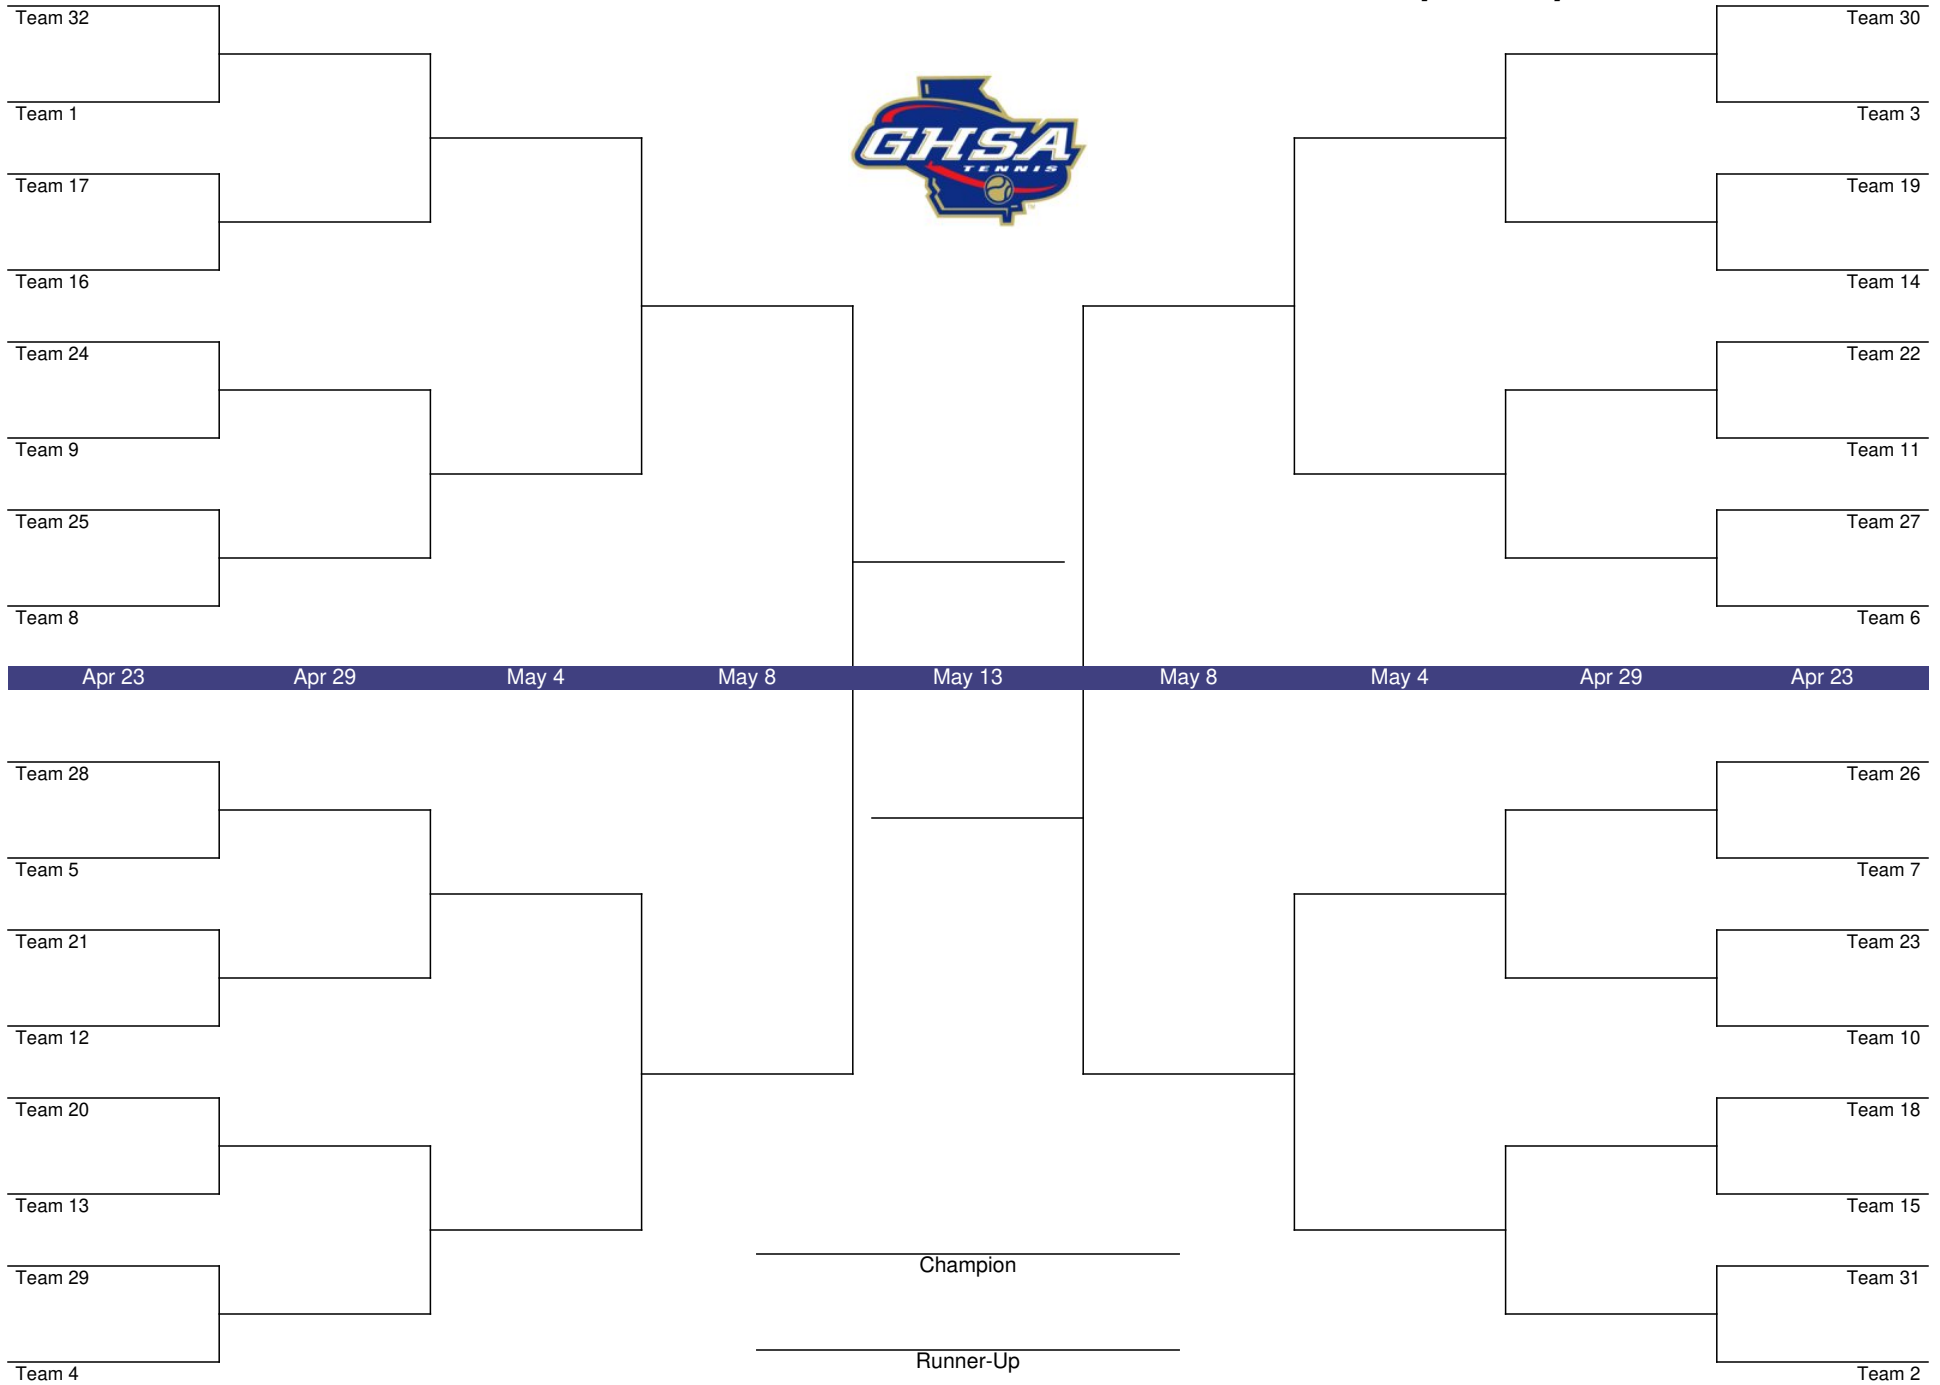 Team 32
Team 1
Team 17
Team 16
Team 24
Team 9
Team 25
Team 8
Team 30
Team 3
Team 19
Team 14
Team 22
Team 11
Team 27
Team 6
GHSA
TENNIS
Apr 23 Apr 29 May 4 May 8 May 13 May 8 May 4 Apr 29 Apr 23
Team 28
Team 5
Team 21
Team 12
Team 20
Team 13
Team 29
Team 4
Team 26
Team 7
Team 23
Team 10
Team 18
Team 15
Team 31
Team 2
Champion
Runner-Up